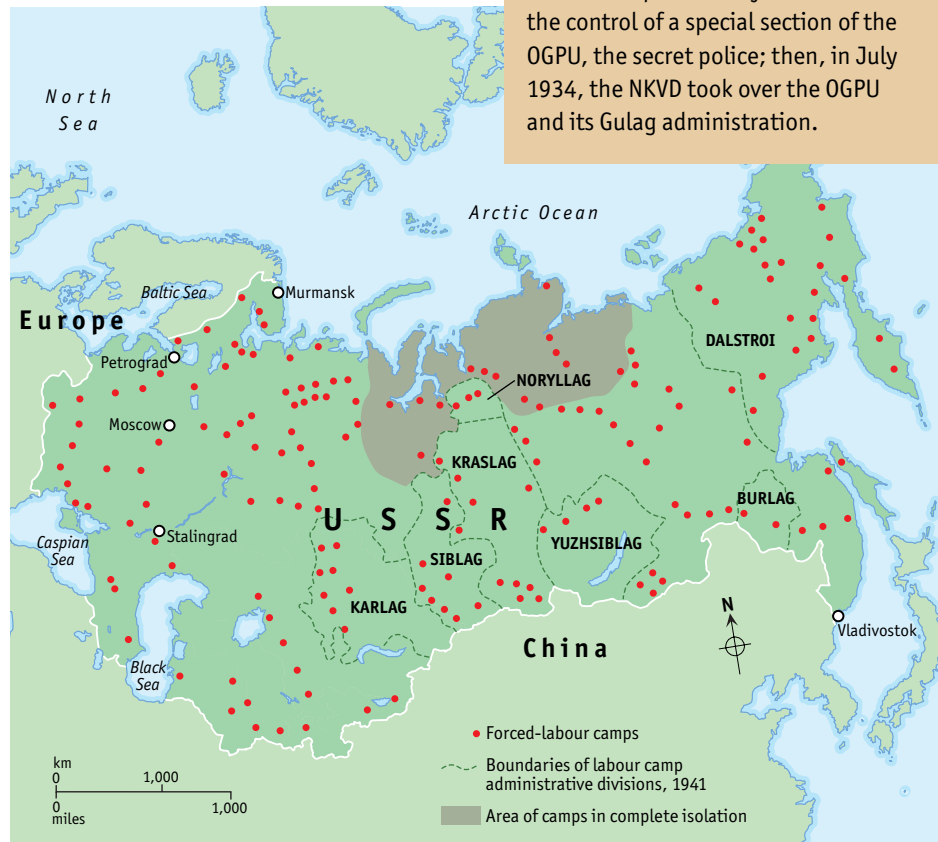 the control of a special section of the
OGPU, the secret police; then, in July
1934, the NKVD took over the OGPU
and its Gulag administration.
North
Sea
Arctic Ocean
Baltic Sea
Murmansk
Europe
Petrograd
DALSTROI
NORYLLAG
Moscow
KRASLAG
BURLAG
U S S R
Stalingrad
YUZHSIBLAG
Caspian
Sea
SIBLAG
KARLAG
N
China
Vladivostok
Black
Sea
Forced-labour camps
Boundaries of labour camp
administrative divisions, 1941
Area of camps in complete isolation
km
0 1,000
0 1,000
miles